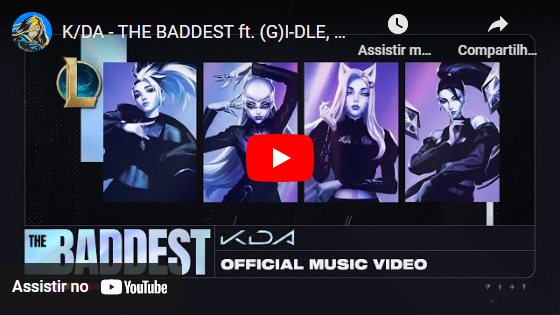 K/DA - THE BADDEST ft. (G)I-DLE, ...
Assistir m...
Compartilh...
THE BADDEST
K/DA
OFFICIAL MUSIC VIDEO
Assistir no YouTube